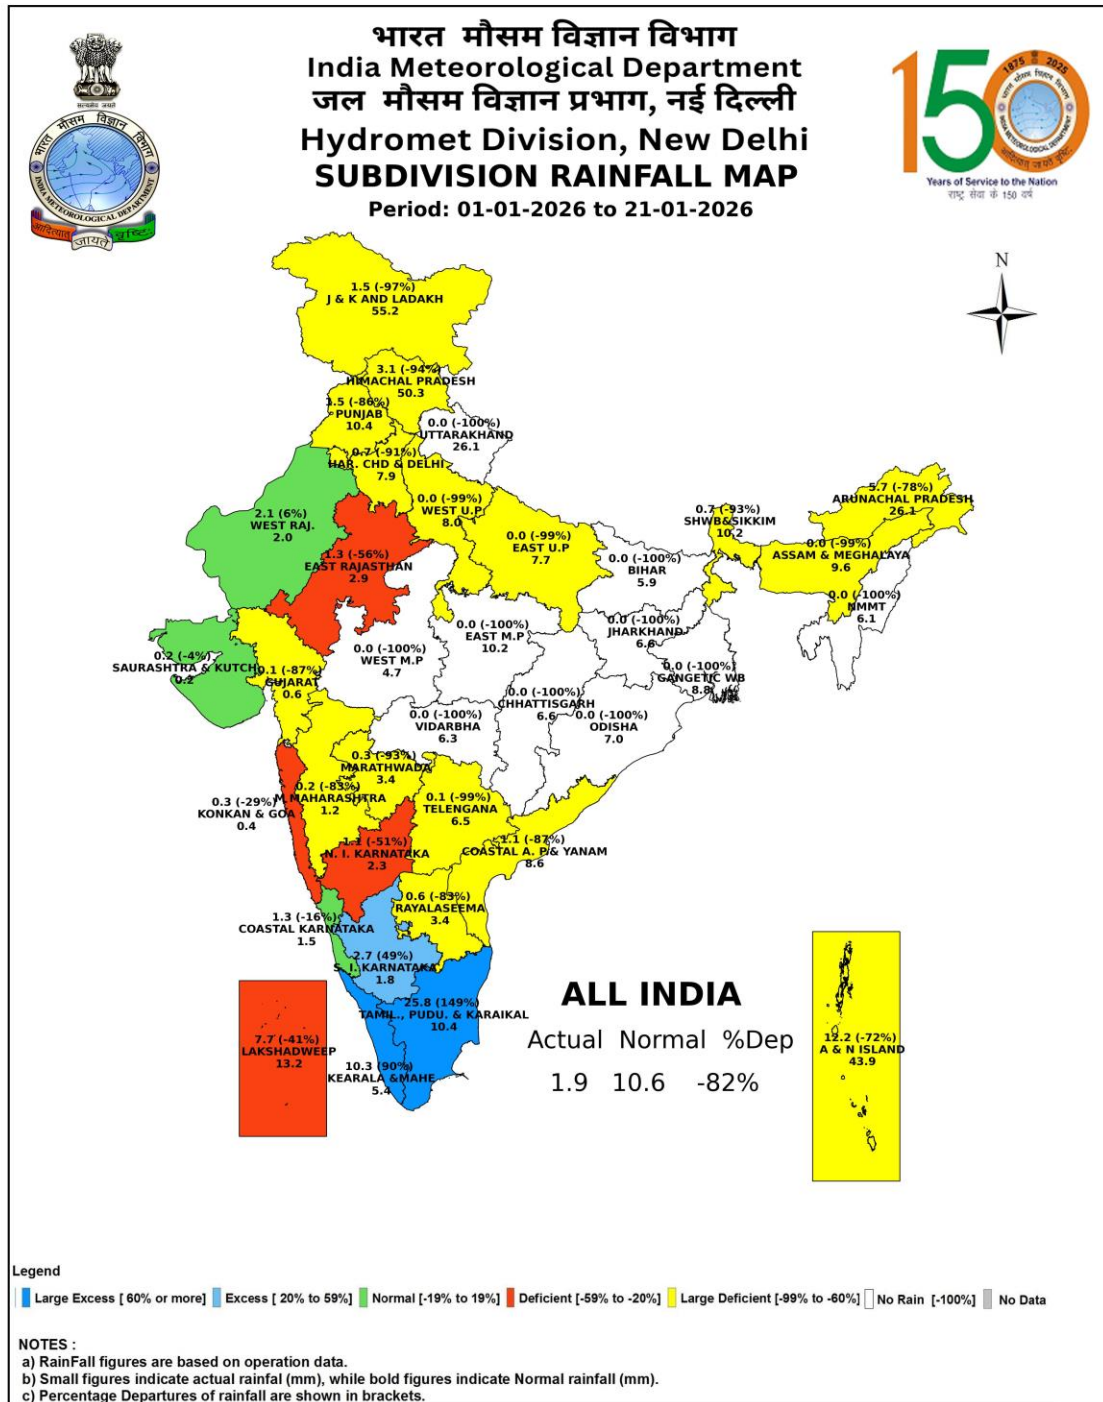 भारत मौसम विज्ञान विभाग
India Meteorological Department
जल मौसम विज्ञान प्रभाग, नई दिल्ली
Hydromet Division, New Delhi
SUBDIVISION RAINFALL MAP
Period: 01-01-2026 to 21-01-2026
सत्यमेव जयते
भारत मौसम विज्ञान विभाग
INDIA METEOROLOGICAL DEPARTMENT
आदित्यात् जायते वृष्टि:
150
1875 2025
INDIA METEOROLOGICAL DEPARTMENT
Years of Service to the Nation
राष्ट्र सेवा के 150 वर्ष
N
1.5 (-97%)
J & K AND LADAKH
55.2
3.1 (-94%)
HIMACHAL PRADESH
50.3
1.5 (-86%)
PUNJAB
10.4
0.0 (-100%)
UTTARAKHAND
26.1
0.7 (-91%)
HAR. CHD & DELHI
7.9
2.1 (6%)
WEST RAJ.
2.0
0.0 (-99%)
WEST U.P
8.0
5.7 (-78%)
ARUNACHAL PRADESH
26.1
0.7 (-93%)
SHWB&SIKKIM
10.2
0.0 (-99%)
EAST U.P
7.7
1.3 (-56%)
EAST RAJASTHAN
2.9
0.0 (-100%)
BIHAR
5.9
0.0 (-99%)
ASSAM & MEGHALAYA
9.6
0.0 (-100%)
NMMT
6.1
0.0 (-100%)
EAST M.P
10.2
0.0 (-100%)
JHARKHAND
6.6
0.0 (-100%)
WEST M.P
4.7
0.2 (-4%)
SAURASHTRA & KUTCH
0.2
0.1 (-87%)
GUJARAT
0.6
0.0 (-100%)
GANGETIC WB
8.8
0.0 (-100%)
CHHATTISGARH
6.6
0.0 (-100%)
VIDARBHA
6.3
0.0 (-100%)
ODISHA
7.0
0.3 (-93%)
MARATHWADA
3.4
0.2 (-83%)
M.MAHARASHTRA
1.2
0.3 (-29%)
KONKAN & GOA
0.4
0.1 (-99%)
TELENGANA
6.5
1.1 (-51%)
N. I. KARNATAKA
2.3
1.1 (-87%)
COASTAL A. P.& YANAM
8.6
0.6 (-83%)
RAYALASEEMA
3.4
1.3 (-16%)
COASTAL KARNATAKA
1.5
2.7 (49%)
S. I. KARNATAKA
1.8
25.8 (149%)
TAMIL., PUDU. & KARAIKAL
10.4
7.7 (-41%)
LAKSHADWEEP
13.2
10.3 (90%)
KEARALA &MAHE
5.4
12.2 (-72%)
A & N ISLAND
43.9
ALL INDIA
Actual Normal %Dep
1.9 10.6 -82%
Legend
Large Excess [ 60% or more] Excess [ 20% to 59%] Normal [-19% to 19%] Deficient [-59% to -20%] Large Deficient [-99% to -60%] No Rain [-100%] No Data
NOTES :
a) RainFall figures are based on operation data.
b) Small figures indicate actual rainfal (mm), while bold figures indicate Normal rainfall (mm).
c) Percentage Departures of rainfall are shown in brackets.